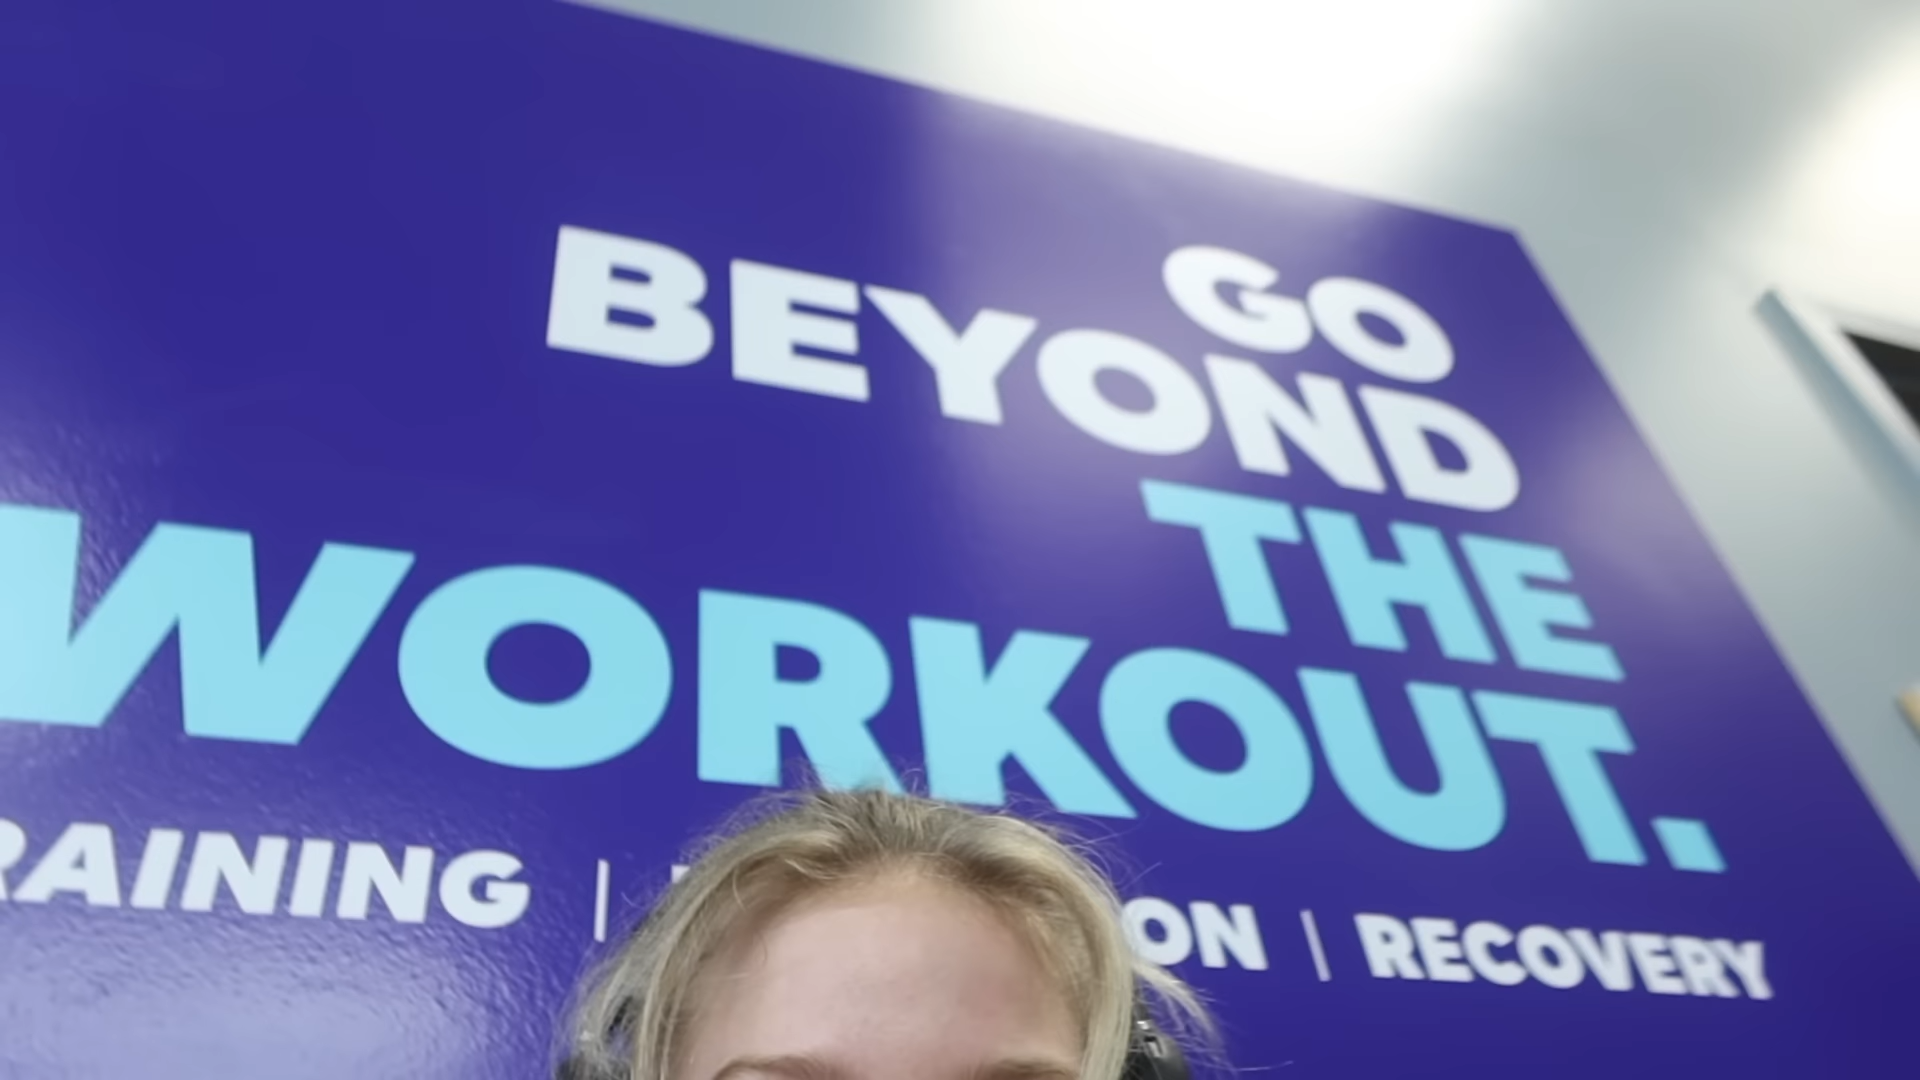 GO
BEYOND
THE
WORKOUT.
RAINING | ON | RECOVERY